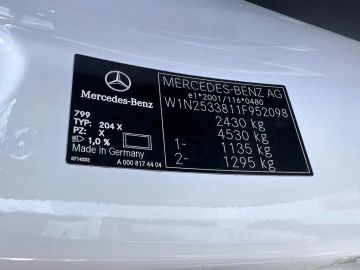 MERCEDES-BENZ AG
e1*2001/116*0480
W1N2533811F952098
2430 kg
4530 kg
1- 1135 kg
2- 1295 kg
Mercedes-Benz
799
TYP: 204 X
PZ: X
1,0 %
Made in Germany
A 000 817 44 04